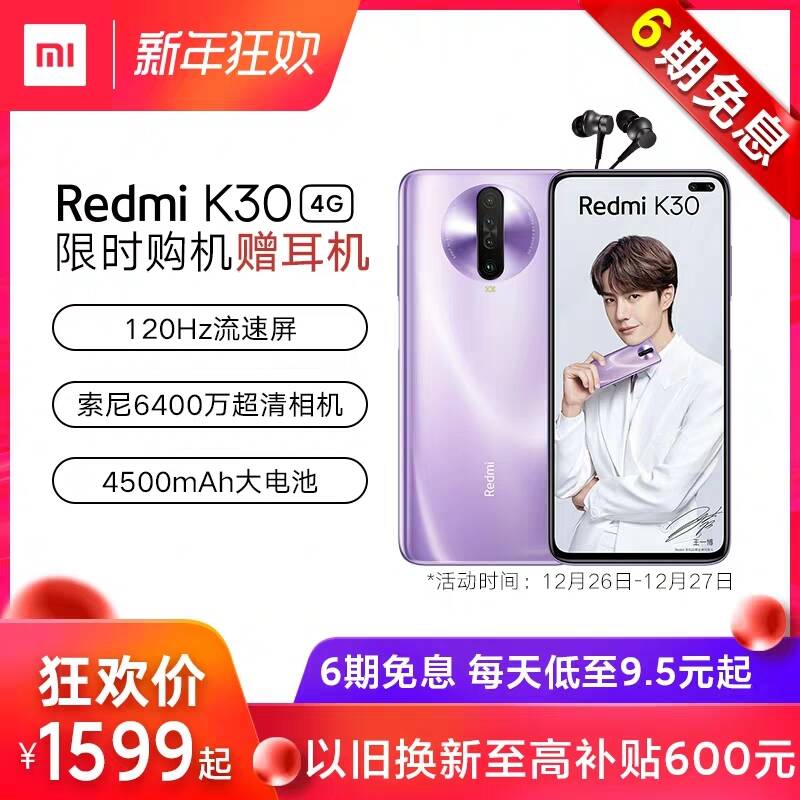 mi
新年狂欢
6期免息
Redmi K30 4G
限时购机赠耳机
120Hz流速屏
索尼6400万超清相机
4500mAh大电池
Redmi
Redmi K30
王一博
*活动时间：12月26日-12月27日
狂欢价
¥1599起
6期免息 每天低至9.5元起
以旧换新至高补贴600元